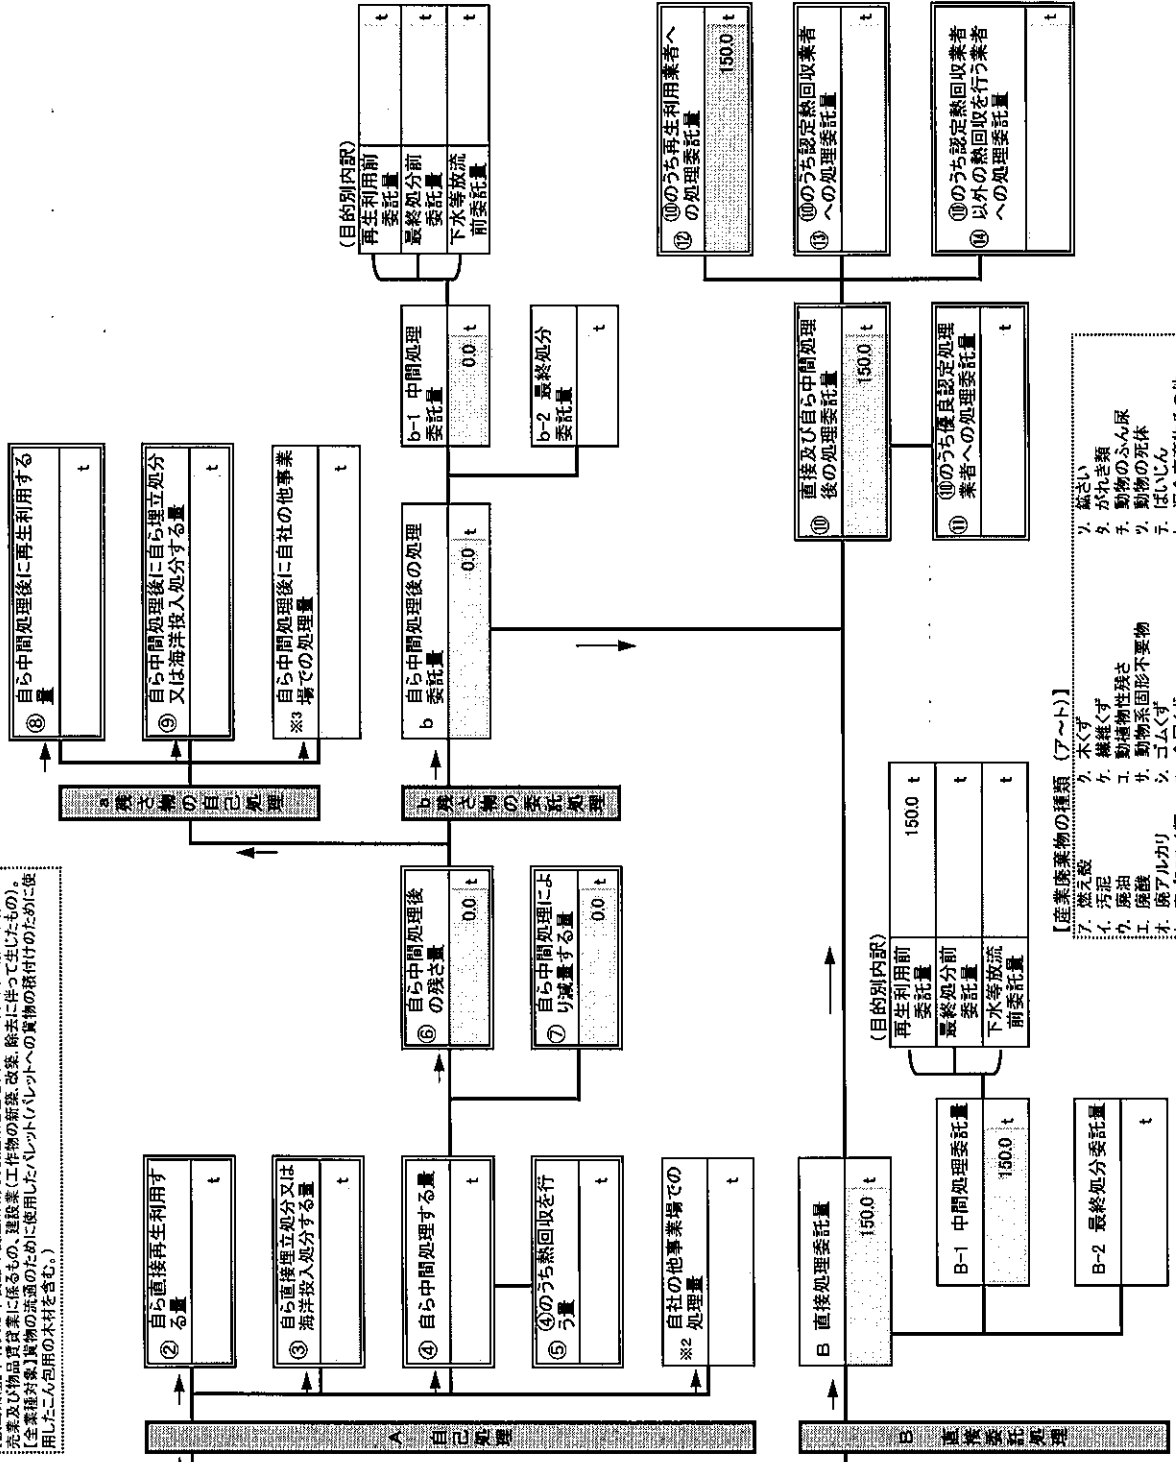 売業及び物品賃貸業に係るもの、建設業(工作物の新築、改築、除去に伴って生じたもの)。
【全業種対象】貨物の流通のために使用したパレット(パレットへの貨物の積付けのために使
用したこん包用の木材を含む。)
A 自己処理
② 自ら直接再生利用す
る量
t
③ 自ら直接埋立処分又は
海洋投入処分する量
t
④ 自ら中間処理する量
t
⑤ ④のうち熱回収を行
う量
t
※2 自社の他事業場での
処理量
t
⑥ 自ら中間処理後
の残さ量
0.0 t
⑦ 自ら中間処理によ
り減量する量
0.0 t
a 残さ物の自己処理
⑧ 自ら中間処理後に再生利用する
量
t
⑨ 自ら中間処理後に自ら埋立処分
又は海洋投入処分する量
t
※3 自ら中間処理後に自社の他事業
場での処理量
t
b 残さ物の委託処理
b 自ら中間処理後の処理
委託量
0.0 t
b-1 中間処理
委託量
0.0 t
b-2 最終処分
委託量
t
(目的別内訳)
再生利用前
委託量
t
最終処分前
委託量
t
下水等放流
前委託量
t
B 直接委託処理
B 直接処理委託量
150.0 t
B-1 中間処理委託量
150.0 t
B-2 最終処分委託量
t
(目的別内訳)
再生利用前
委託量
150.0 t
最終処分前
委託量
t
下水等放流
前委託量
t
⑩ 直接及び自ら中間処理
後の処理委託量
150.0 t
⑪ ⑩のうち優良認定処理
業者への処理委託量
t
⑫ ⑩のうち再生利用業者へ
の処理委託量
150.0 t
⑬ ⑩のうち認定熱回収業者
への処理委託量
t
⑭ ⑩のうち認定熱回収業者
以外の熱回収を行う業者
への処理委託量
t
【産業廃棄物の種類 (ア~ト)】
ア. 燃え殻
イ. 汚泥
ウ. 廃油
エ. 廃酸
オ. 廃アルカリ
ク. 木くず
ケ. 繊維くず
コ. 動植物性残さ
サ. 動物系固形不要物
シ. ゴムくず
ソ. 鉱さい
タ. がれき類
チ. 動物のふん尿
ツ. 動物の死体
テ. ばいじん